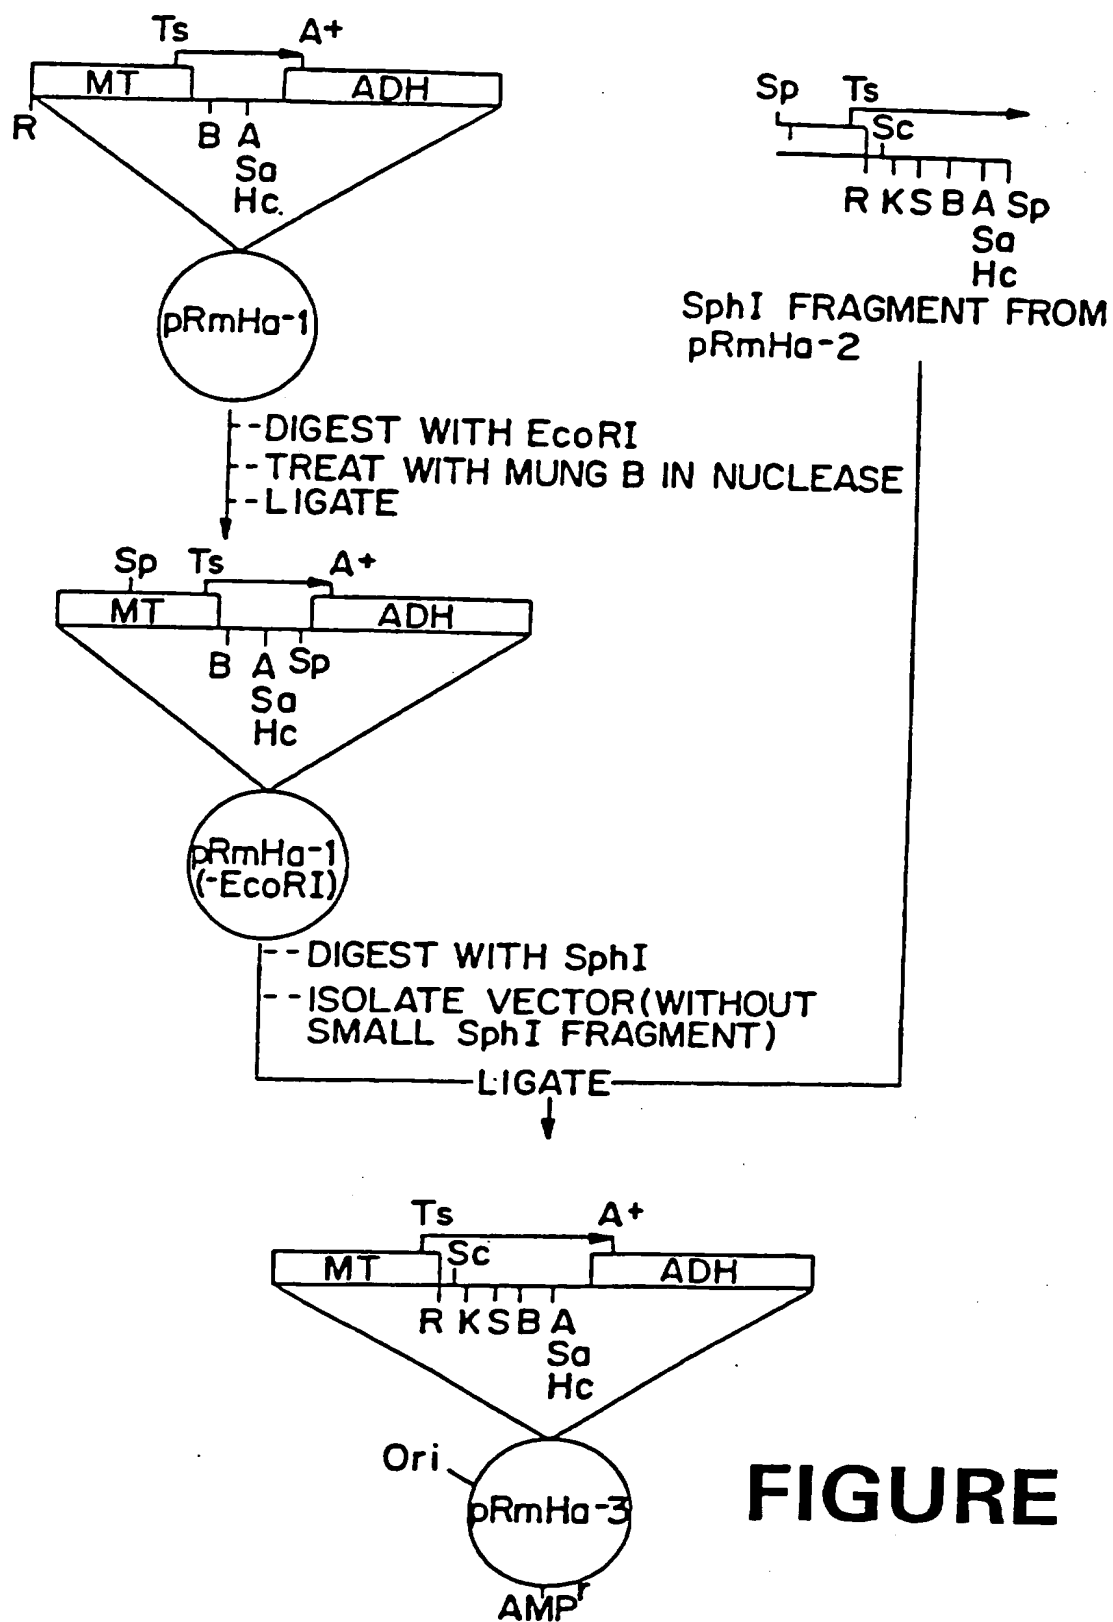 Ts A+
MT ADH
R B A
Sa
Hc.
pRmHa-1
Sp Ts
Sc
R K S B A Sp
Sa
Hc
SphI FRAGMENT FROM
pRmHa-2
--DIGEST WITH EcoRI
--TREAT WITH MUNG B IN NUCLEASE
--LIGATE
Sp Ts A+
MT ADH
B A Sp
Sa
Hc
pRmHa-1
(-EcoRI)
-- DIGEST WITH SphI
-- ISOLATE VECTOR (WITHOUT
SMALL SphI FRAGMENT)
LIGATE
Ts A+
Sc
MT ADH
R K S B A
Sa
Hc
Ori
pRmHa-3
AMPr
FIGURE